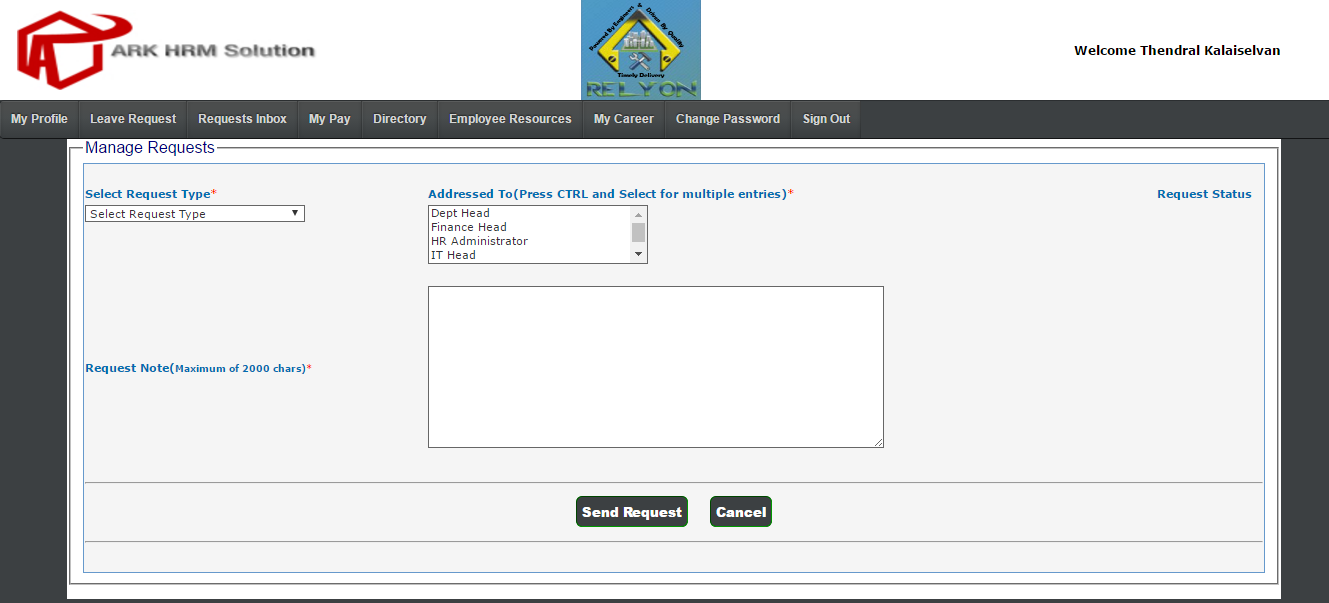 ARK HRM Solution
Powered By Engineers & Driven By Quality
Timely Delivery
RELYON
Welcome Thendral Kalaiselvan
My Profile
Leave Request
Requests Inbox
My Pay
Directory
Employee Resources
My Career
Change Password
Sign Out
Manage Requests
Select Request Type*
Addressed To(Press CTRL and Select for multiple entries)*
Request Status
Select Request Type
Dept Head
Finance Head
HR Administrator
IT Head
Request Note(Maximum of 2000 chars)*
Send Request
Cancel